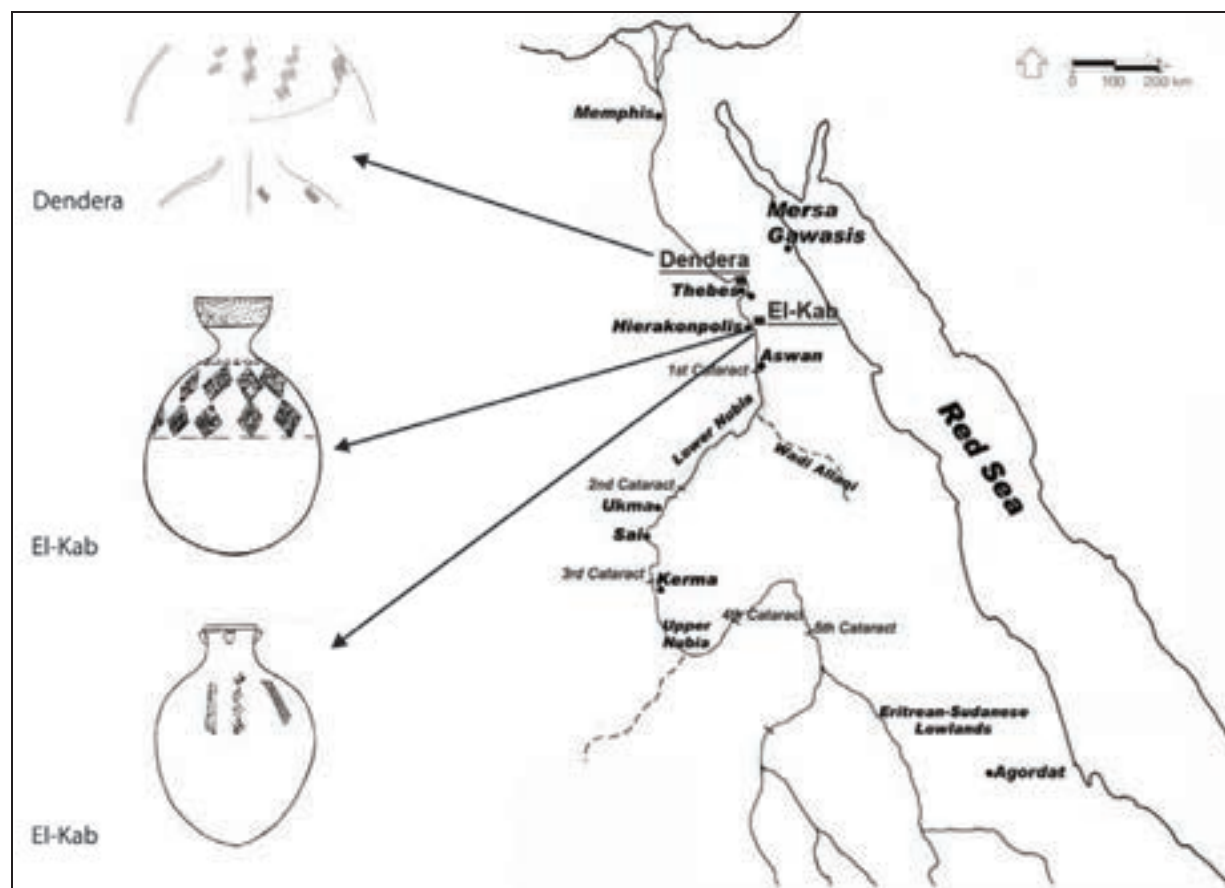 Dendera
El-Kab
El-Kab
Memphis
Mersa
Gawasis
Dendera
Thebes
El-Kab
Hierakonpolis
Aswan
1st Cataract
Lower Nubia
Wadi Allaqi
Red Sea
2nd Cataract
Ukma
Sai
3rd Cataract
Kerma
Upper
Nubia
4th Cataract
5th Cataract
Eritrean-Sudanese
Lowlands
Agordat
0 100 200 km